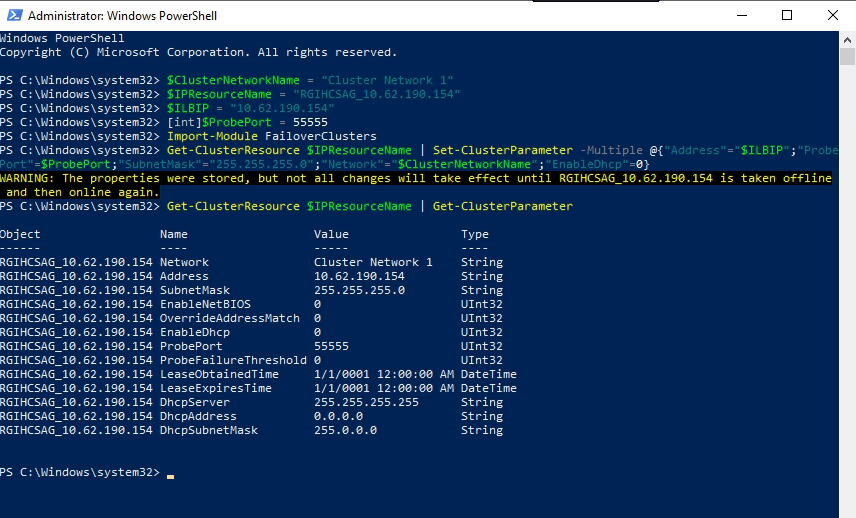 Administrator: Windows PowerShell
Windows PowerShell
Copyright (C) Microsoft Corporation. All rights reserved.
PS C:\Windows\system32> $ClusterNetworkName = "Cluster Network 1"
PS C:\Windows\system32> $IPResourceName = "RGIHCSAG_10.62.190.154"
PS C:\Windows\system32> $ILBIP = "10.62.190.154"
PS C:\Windows\system32> [int]$ProbePort = 55555
PS C:\Windows\system32> Import-Module FailoverClusters
PS C:\Windows\system32> Get-ClusterResource $IPResourceName | Set-ClusterParameter -Multiple @{"Address"="$ILBIP";"Probe
Port"=$ProbePort;"SubnetMask"="255.255.255.0";"Network"="$ClusterNetworkName";"EnableDhcp"=0}
WARNING: The properties were stored, but not all changes will take effect until RGIHCSAG_10.62.190.154 is taken offline
and then online again.
PS C:\Windows\system32> Get-ClusterResource $IPResourceName | Get-ClusterParameter
Object Name Value Type
------ ---- ----- ----
RGIHCSAG_10.62.190.154 Network Cluster Network 1 String
RGIHCSAG_10.62.190.154 Address 10.62.190.154 String
RGIHCSAG_10.62.190.154 SubnetMask 255.255.255.0 String
RGIHCSAG_10.62.190.154 EnableNetBIOS 0 UInt32
RGIHCSAG_10.62.190.154 OverrideAddressMatch 0 UInt32
RGIHCSAG_10.62.190.154 EnableDhcp 0 UInt32
RGIHCSAG_10.62.190.154 ProbePort 55555 UInt32
RGIHCSAG_10.62.190.154 ProbeFailureThreshold 0 UInt32
RGIHCSAG_10.62.190.154 LeaseObtainedTime 1/1/0001 12:00:00 AM DateTime
RGIHCSAG_10.62.190.154 LeaseExpiresTime 1/1/0001 12:00:00 AM DateTime
RGIHCSAG_10.62.190.154 DhcpServer 255.255.255.255 String
RGIHCSAG_10.62.190.154 DhcpAddress 0.0.0.0 String
RGIHCSAG_10.62.190.154 DhcpSubnetMask 255.0.0.0 String
PS C:\Windows\system32>